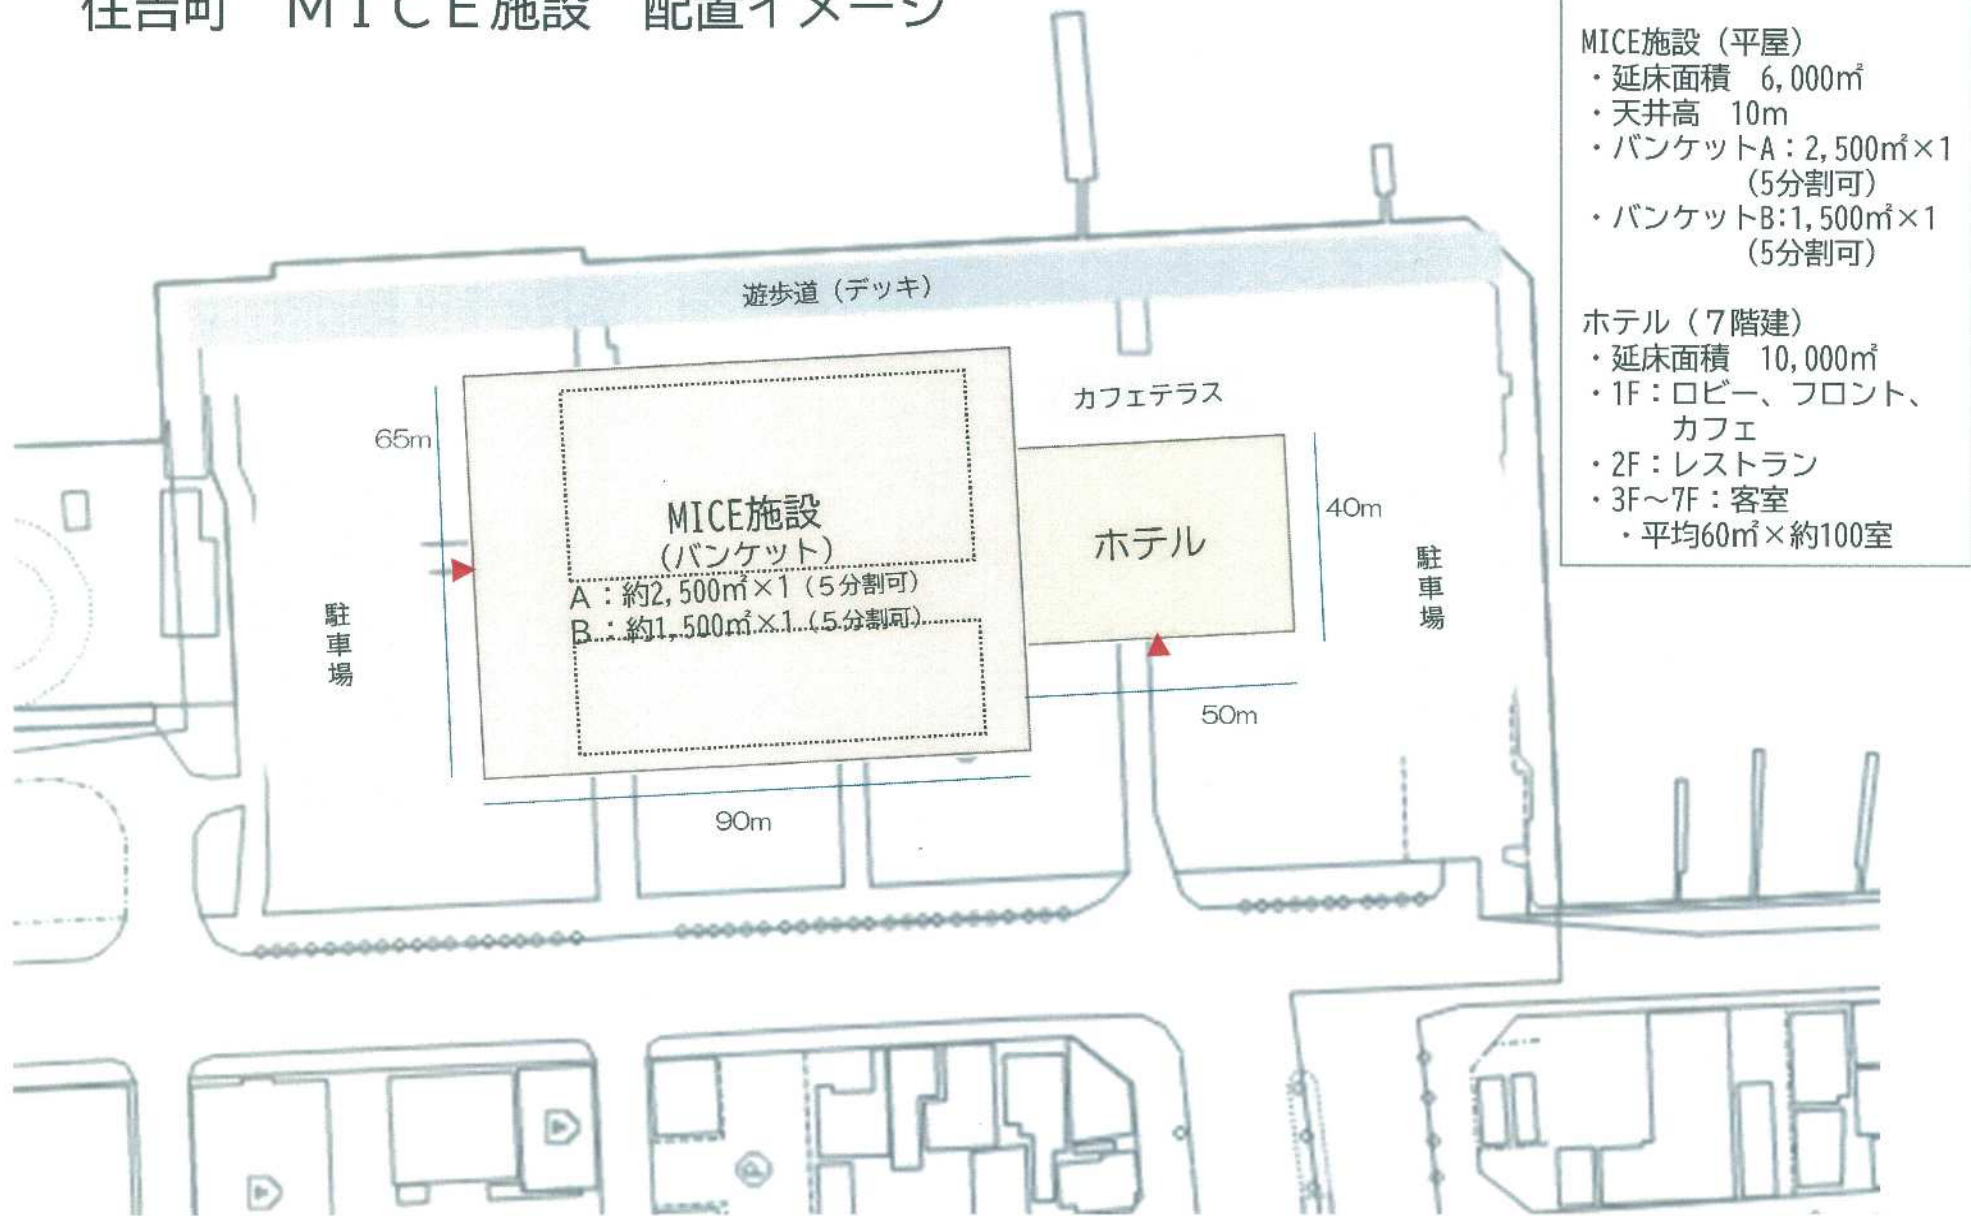 住吉町 ＭＩＣＥ施設 配置イメージ
MICE施設（平屋）
・延床面積 6,000㎡
・天井高 10m
・バンケットA：2,500㎡×1
（5分割可）
・バンケットB:1,500㎡×1
（5分割可）
ホテル（７階建）
・延床面積 10,000㎡
・1F：ロビー、フロント、
カフェ
・2F：レストラン
・3F～7F：客室
・平均60㎡×約100室
遊歩道（デッキ）
カフェテラス
65m
MICE施設
（バンケット）
A：約2,500㎡×1（５分割可）
B：約1,500㎡×1（５分割可）
ホテル
40m
駐車場
駐車場
50m
90m